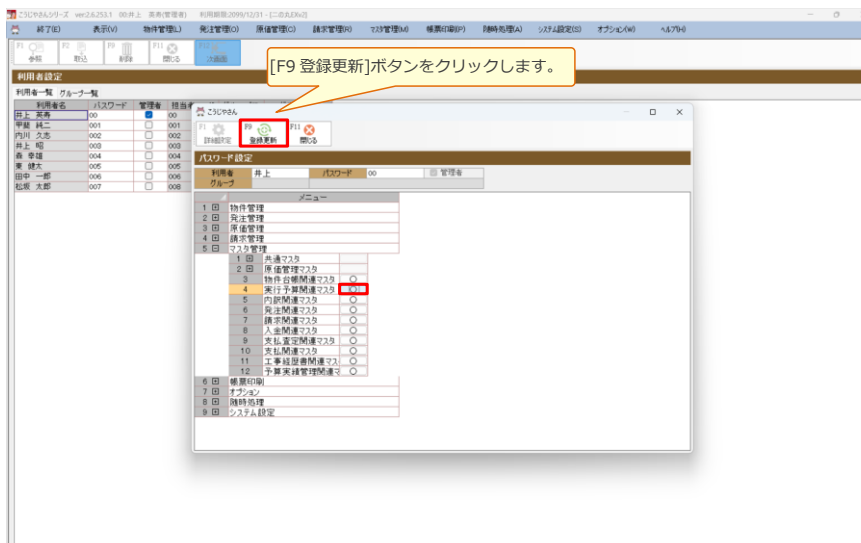 こうじやさんシリーズ ver.2.6.253.1 00:井上 英寿(管理者) 利用期限:2099/12/31
終了(E) 表示(V) 物件管理(L) 発注管理(O) 原価管理(C) 請求管理(R) マスタ管理(M) 帳票印刷(P) 随時処理(A) システム設定(S) オプション(W) ヘルプ(H)
F1 F2 F9 F11 F12
参照 取込 削除 閉じる 次画面
[F9 登録更新]ボタンをクリックします。
利用者設定
利用者一覧 グループ一覧
利用者名 パスワード 管理者
井上 英寿 00 00
甲斐 純二 001 001
内川 久志 002 002
井上 昭 003 003
森 幸雄 004 004
東 健太 005 005
田中 一郎 006 006
松坂 太郎 007 008
こうじやさん
F1 F9 F11
詳細設定 登録更新 閉じる
パスワード設定
利用者 井上 パスワード 00 管理者
グループ
メニュー
1 物件管理
2 発注管理
3 原価管理
4 請求管理
5 マスタ管理
1 共通マスタ
2 原価管理マスタ
3 物件台帳関連マスタ ○
4 実行予算関連マスタ ○
5 内訳関連マスタ ○
6 発注関連マスタ ○
7 請求関連マスタ ○
8 入金関連マスタ ○
9 支払査定関連マスタ ○
10 支払関連マスタ ○
11 工事経歴書関連マス ○
12 予算実績管理関連マ ○
6 帳票印刷
7 オプション
8 随時処理
9 システム設定